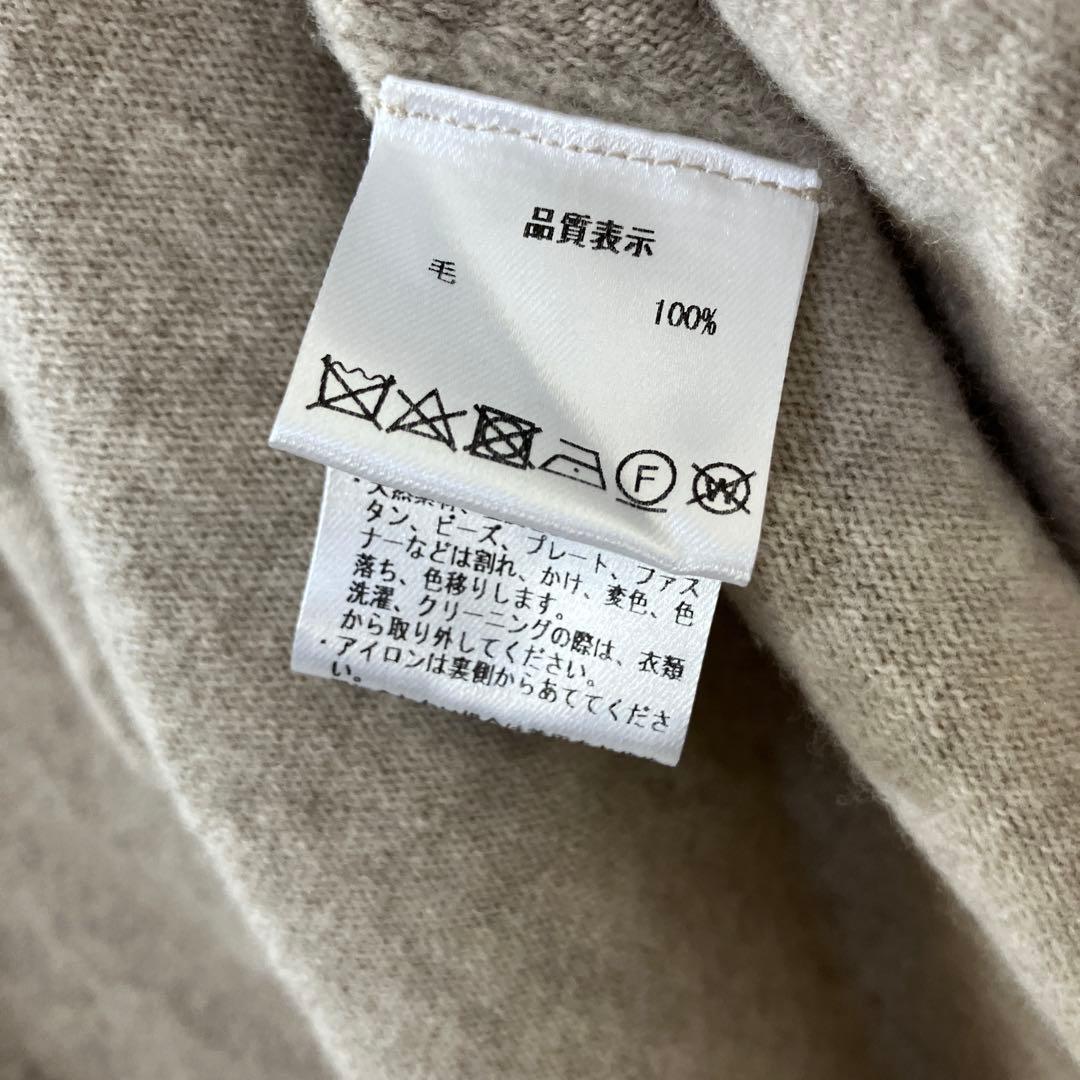 品質表示
毛
100%
F
W
・天然素材、
タン、ビーズ、プレート、ファス
ナーなどは割れ、かけ、変色、色
落ち、色移りします。
洗濯、クリーニングの際は、衣類
から取り外してください。
・アイロンは裏側からあててくださ
い。